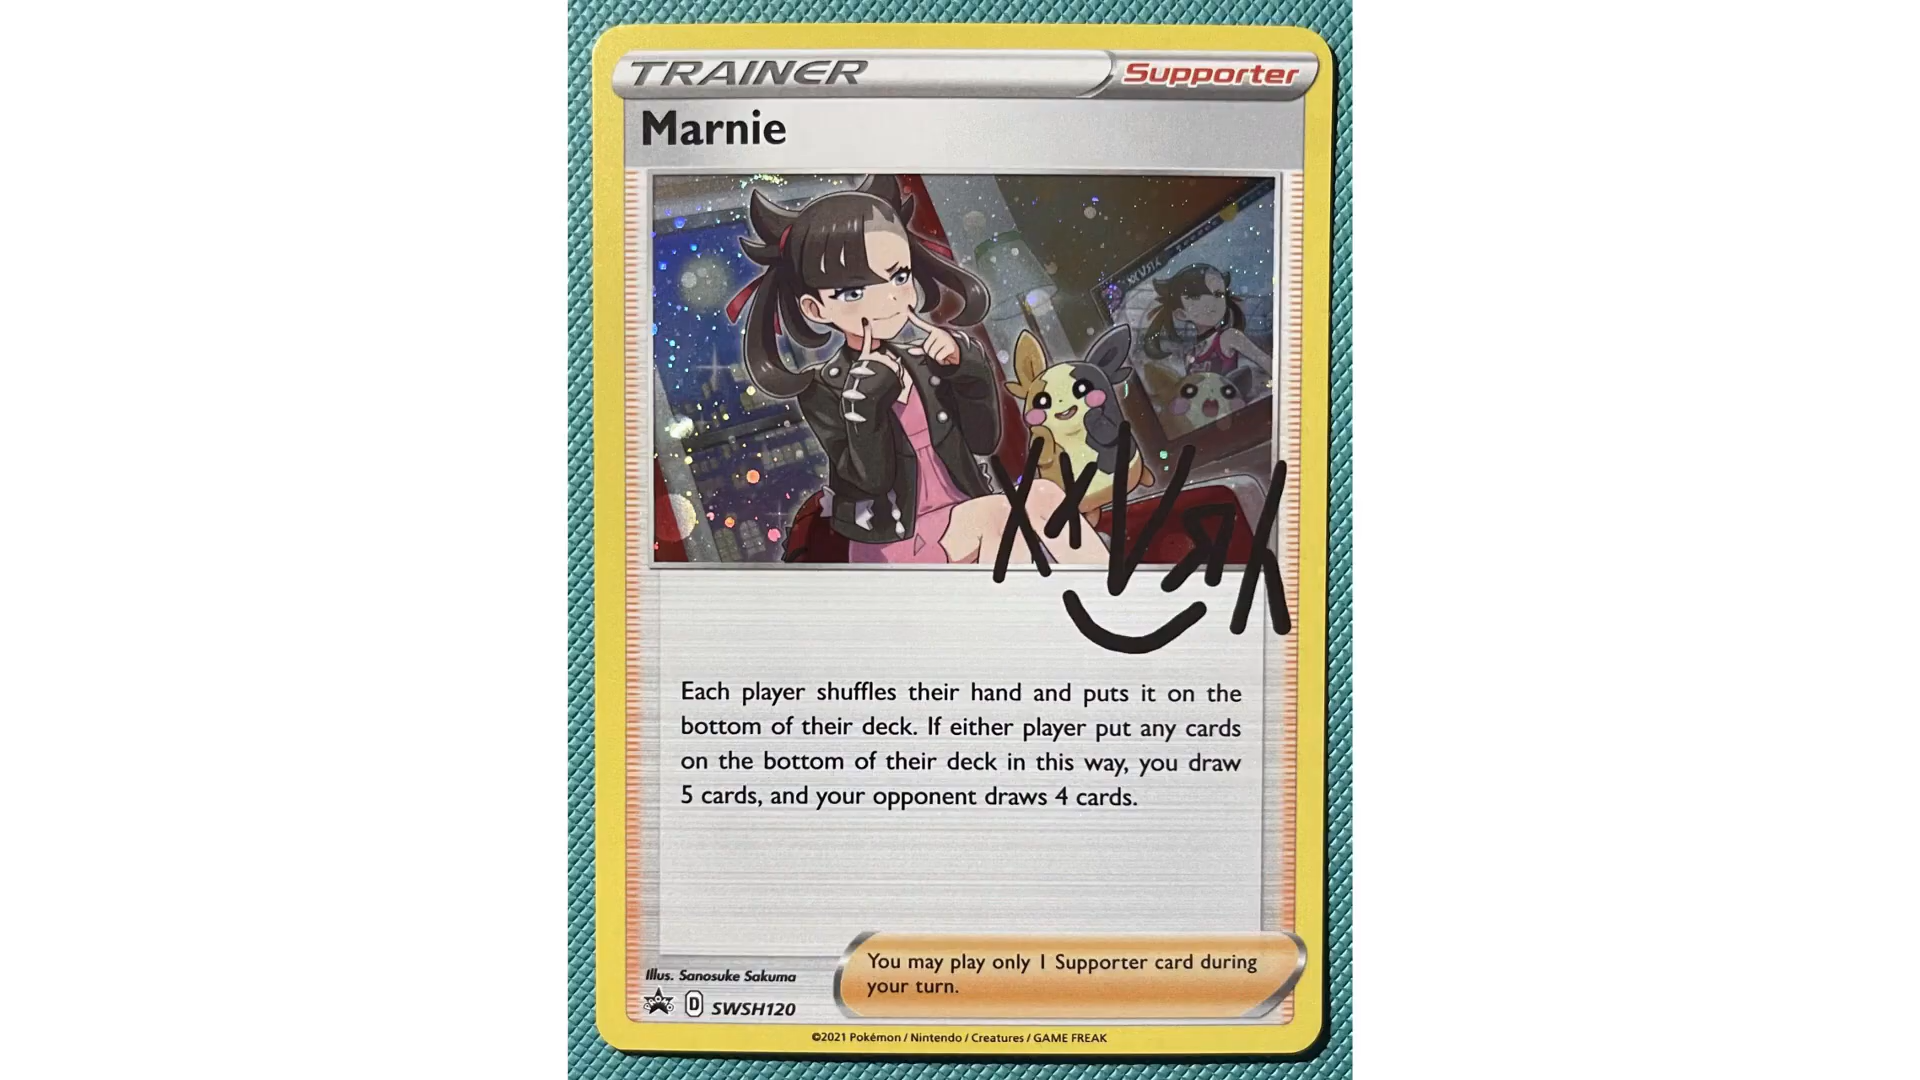 TRAINER
Supporter
Marnie
Each player shuffles their hand and puts it on the
bottom of their deck. If either player put any cards
on the bottom of their deck in this way, you draw
5 cards, and your opponent draws 4 cards.
You may play only 1 Supporter card during
your turn.
Illus. Sanosuke Sakuma
PROMO
D SWSH120
©2021 Pokémon / Nintendo / Creatures / GAME FREAK